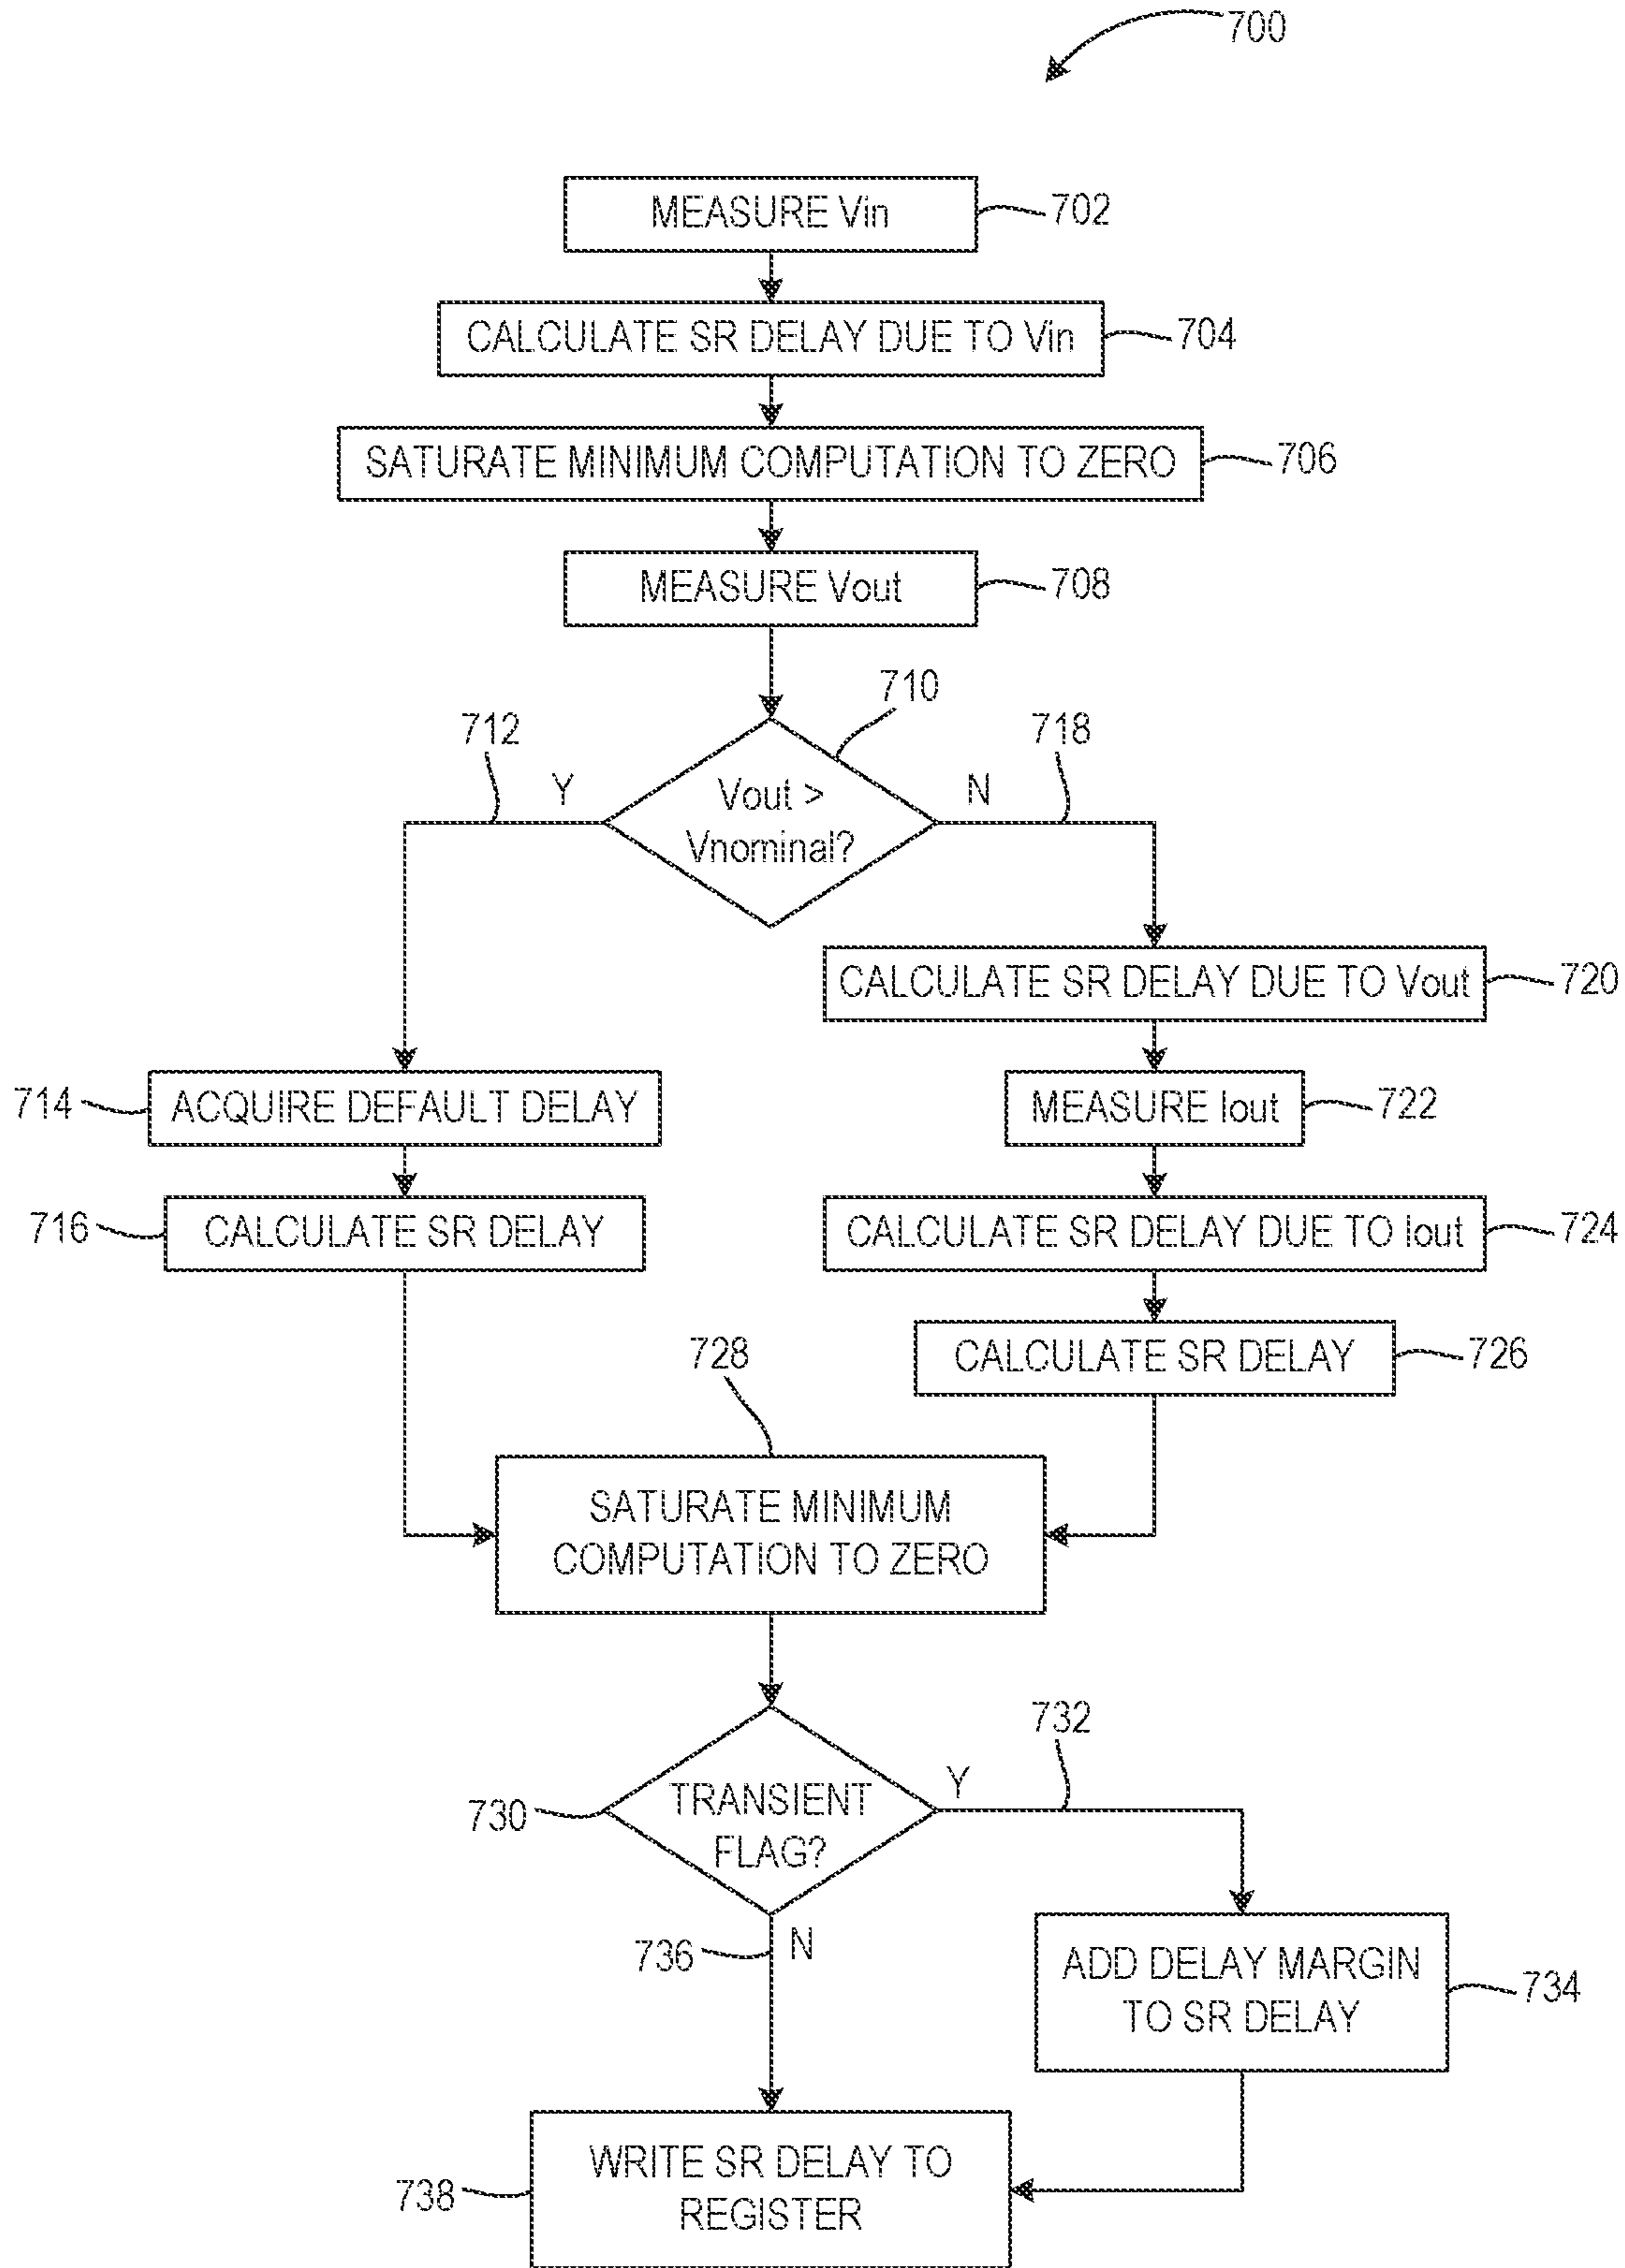 700
MEASURE Vin
702
CALCULATE SR DELAY DUE TO Vin
704
SATURATE MINIMUM COMPUTATION TO ZERO
706
MEASURE Vout
708
710
712
718
Y
Vout >
Vnominal?
N
CALCULATE SR DELAY DUE TO Vout
720
714
ACQUIRE DEFAULT DELAY
MEASURE Iout
722
716
CALCULATE SR DELAY
CALCULATE SR DELAY DUE TO Iout
724
CALCULATE SR DELAY
726
728
SATURATE MINIMUM
COMPUTATION TO ZERO
732
730
TRANSIENT
FLAG?
Y
736
N
ADD DELAY MARGIN
TO SR DELAY
734
738
WRITE SR DELAY TO
REGISTER